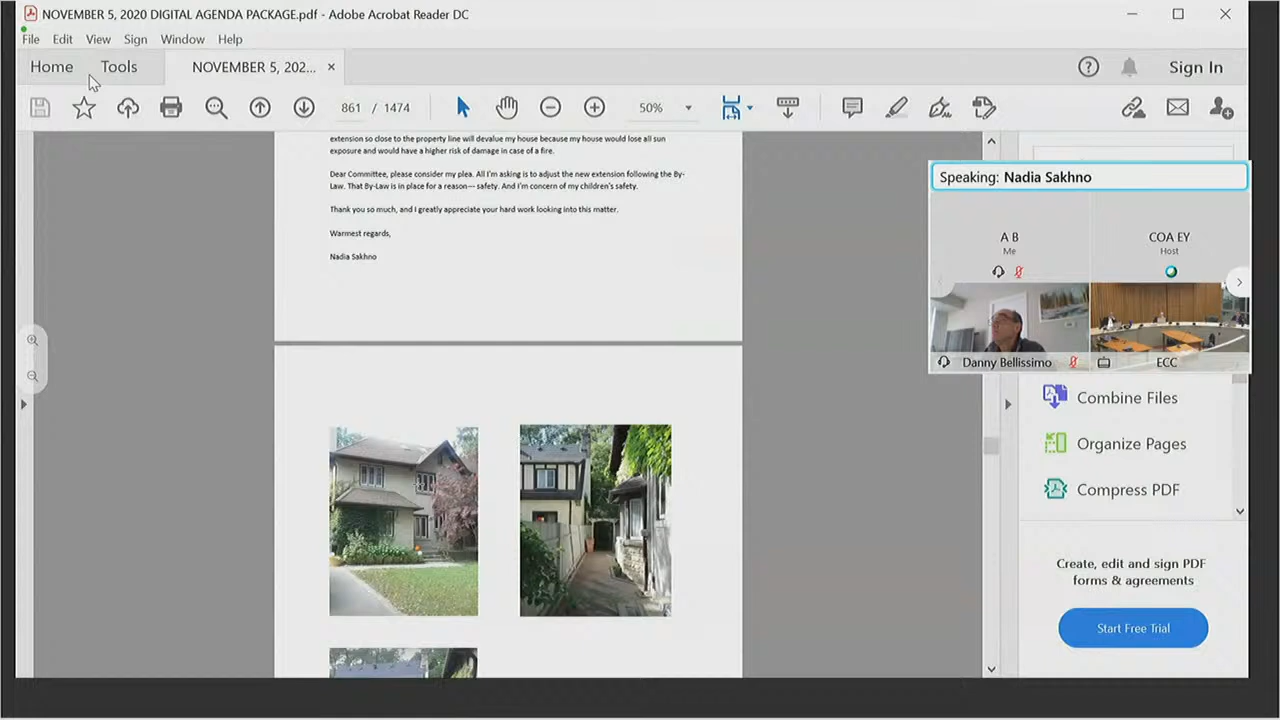 NOVEMBER 5, 2020 DIGITAL AGENDA PACKAGE.pdf - Adobe Acrobat Reader DC
File Edit View Sign Window Help
Home Tools NOVEMBER 5, 202... ×
Sign In
861 / 1474 50%
extension so close to the property line will devalue my house because my house would lose all sun
exposure and would have a higher risk of damage in case of a fire.
Dear Committee, please consider my plea. All I'm asking is to adjust the new extension following the By-
Law. That By-Law is in place for a reason--- safety. And I'm concern of my children's safety.
Thank you so much, and I greatly appreciate your hard work looking into this matter.
Warmest regards,
Nadia Sakhno
Speaking: Nadia Sakhno
A B
Me
COA EY
Host
Danny Bellissimo
ECC
Combine Files
Organize Pages
Compress PDF
Create, edit and sign PDF
forms & agreements
Start Free Trial